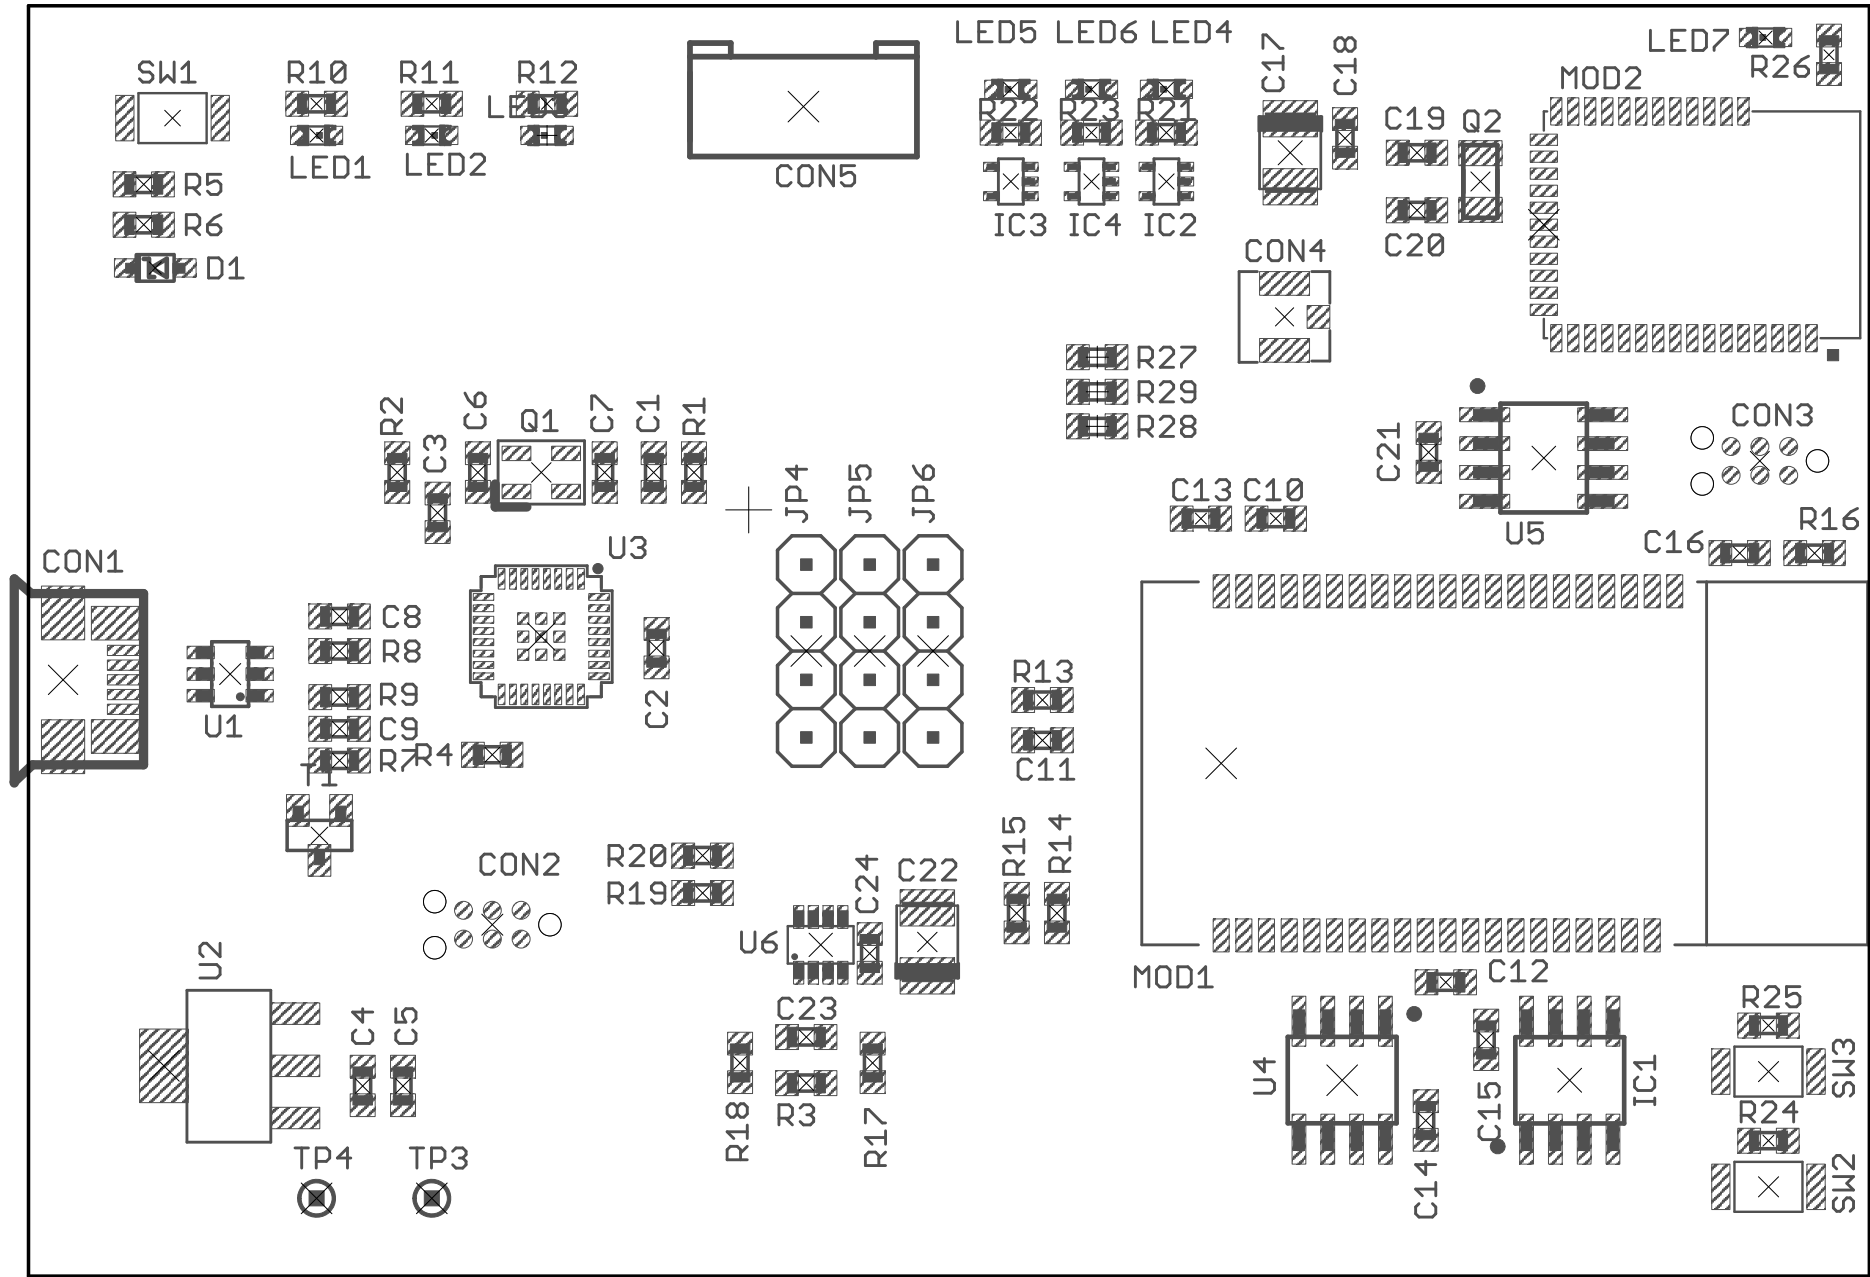 LED5 LED6 LED4
LED7
C17
C18
R26
SW1 R10 R11 R12
MOD2
LED3
R22 R23 R21
C19 Q2
LED1 LED2
CON5
R5
R6
IC3 IC4 IC2
C20
CON4
D1
R27
R29
R28
R2
C3
C6
Q1
C7
C1
R1
CON3
C21
JP4
JP5
JP6
C13 C10
U5
R16
C16
CON1
U3
C8
R8
R9
C9
R7
U1
C2
R4
T1
R13
C11
CON2
R20
R19
C24
C22
R15
R14
U6
U2
MOD1
C12
C4
C5
C23
R3
R18
R17
R25
U4
C15
IC1
SW3
R24
C14
SW2
TP4 TP3